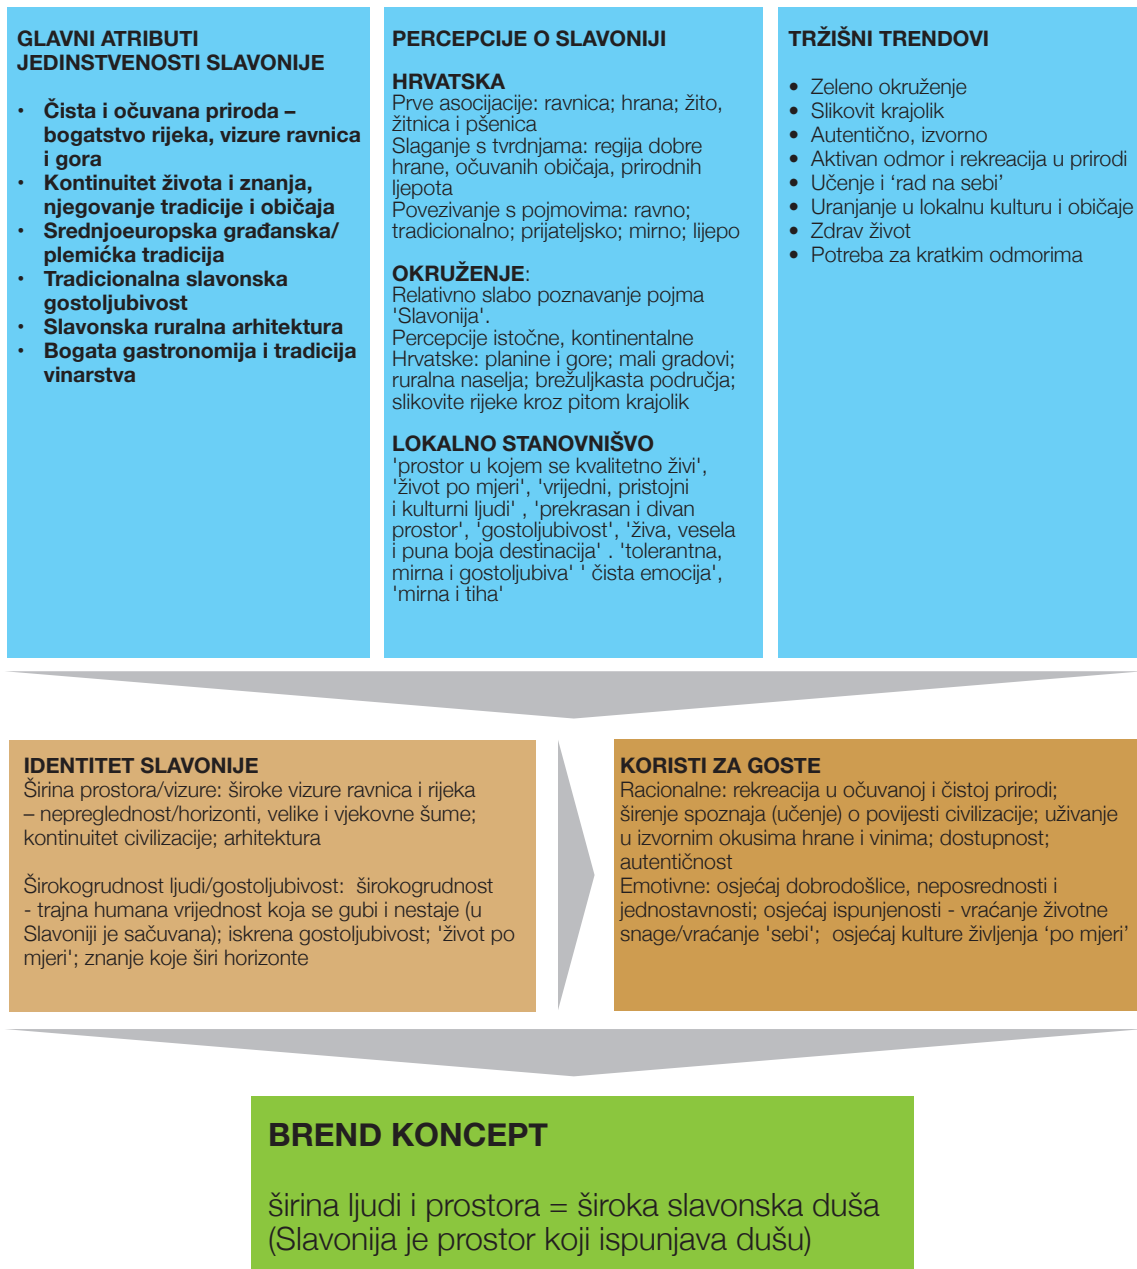 GLAVNI ATRIBUTI
JEDINSTVENOSTI SLAVONIJE
• Čista i očuvana priroda –
bogatstvo rijeka, vizure ravnica
i gora
• Kontinuitet života i znanja,
njegovanje tradicije i običaja
• Srednjoeuropska građanska/
plemićka tradicija
• Tradicionalna slavonska
gostoljubivost
• Slavonska ruralna arhitektura
• Bogata gastronomija i tradicija
vinarstva
PERCEPCIJE O SLAVONIJI
HRVATSKA
Prve asocijacije: ravnica; hrana; žito,
žitnica i pšenica
Slaganje s tvrdnjama: regija dobre
hrane, očuvanih običaja, prirodnih
ljepota
Povezivanje s pojmovima: ravno;
tradicionalno; prijateljsko; mirno; lijepo
OKRUŽENJE:
Relativno slabo poznavanje pojma
'Slavonija'.
Percepcije istočne, kontinentalne
Hrvatske: planine i gore; mali gradovi;
ruralna naselja; brežuljkasta područja;
slikovite rijeke kroz pitom krajolik
LOKALNO STANOVNIŠVO
'prostor u kojem se kvalitetno živi',
'život po mjeri', 'vrijedni, pristojni
i kulturni ljudi' , 'prekrasan i divan
prostor', 'gostoljubivost', 'živa, vesela
i puna boja destinacija' . 'tolerantna,
mirna i gostoljubiva' ' čista emocija',
'mirna i tiha'
TRŽIŠNI TRENDOVI
• Zeleno okruženje
• Slikovit krajolik
• Autentično, izvorno
• Aktivan odmor i rekreacija u prirodi
• Učenje i ‘rad na sebi’
• Uranjanje u lokalnu kulturu i običaje
• Zdrav život
• Potreba za kratkim odmorima
IDENTITET SLAVONIJE
Širina prostora/vizure: široke vizure ravnica i rijeka
– nepreglednost/horizonti, velike i vjekovne šume;
kontinuitet civilizacije; arhitektura
Širokogrudnost ljudi/gostoljubivost: širokogrudnost
- trajna humana vrijednost koja se gubi i nestaje (u
Slavoniji je sačuvana); iskrena gostoljubivost; 'život po
mjeri'; znanje koje širi horizonte
KORISTI ZA GOSTE
Racionalne: rekreacija u očuvanoj i čistoj prirodi;
širenje spoznaja (učenje) o povijesti civilizacije; uživanje
u izvornim okusima hrane i vinima; dostupnost;
autentičnost
Emotivne: osjećaj dobrodošlice, neposrednosti i
jednostavnosti; osjećaj ispunjenosti - vraćanje životne
snage/vraćanje 'sebi'; osjećaj kulture življenja ‘po mjeri’
BREND KONCEPT
širina ljudi i prostora = široka slavonska duša
(Slavonija je prostor koji ispunjava dušu)